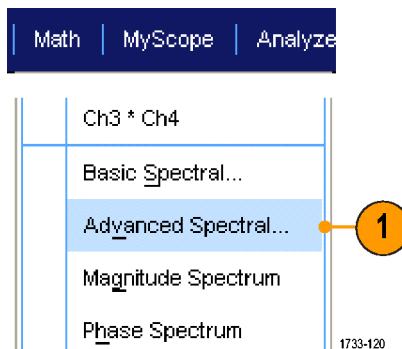 Math MyScope Analyze
Ch3 * Ch4
Basic Spectral...
Advanced Spectral...
1
Magnitude Spectrum
Phase Spectrum
1733-120